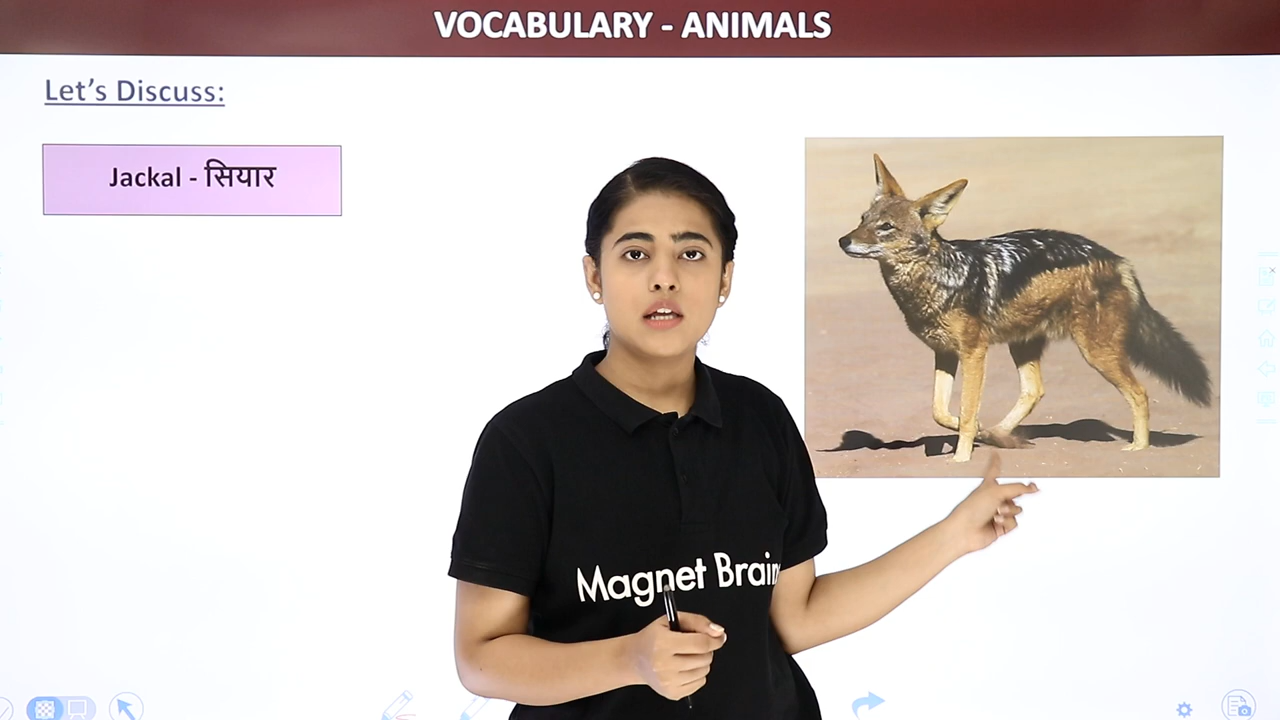 VOCABULARY - ANIMALS
Let's Discuss:
Jackal - सियार
Magnet Brain